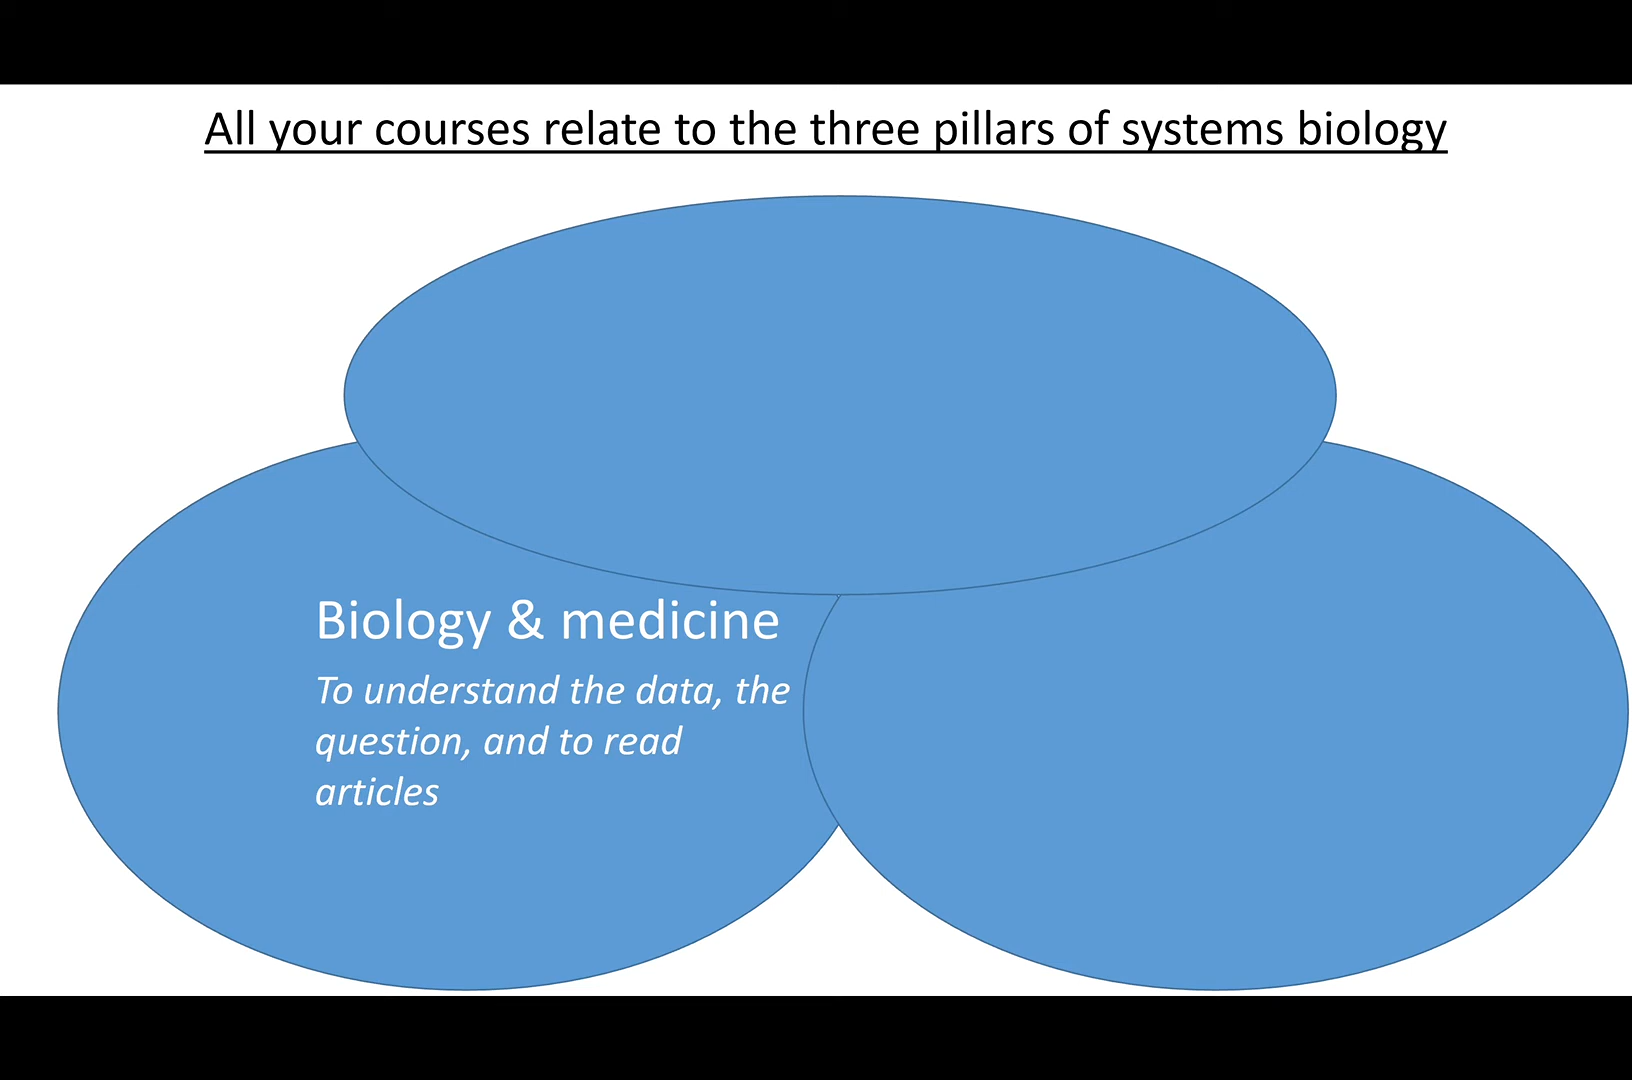 All your courses relate to the three pillars of systems biology
Biology & medicine
To understand the data, the
question, and to read
articles